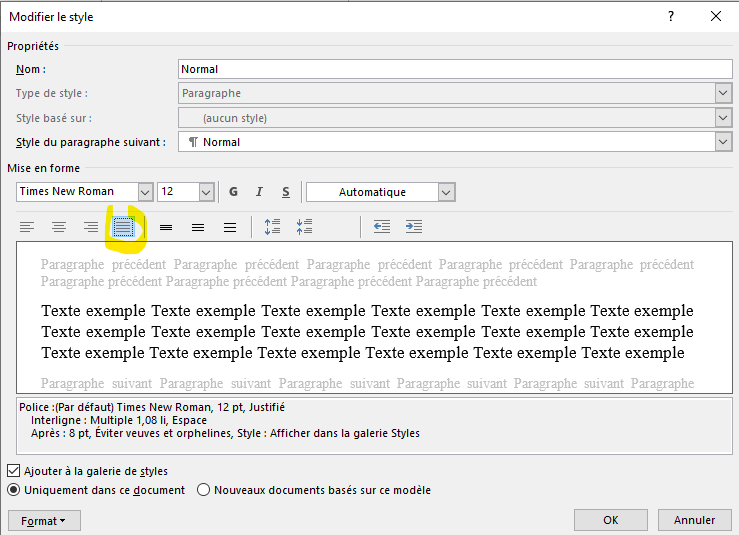 Modifier le style ? ×
Propriétés
Nom : Normal
Type de style : Paragraphe
Style basé sur : (aucun style)
Style du paragraphe suivant : ¶ Normal
Mise en forme
Times New Roman 12 G I S Automatique
Paragraphe précédent Paragraphe précédent Paragraphe précédent Paragraphe précédent Paragraphe précédent
Paragraphe précédent Paragraphe précédent Paragraphe précédent Paragraphe précédent
Texte exemple Texte exemple Texte exemple Texte exemple Texte exemple Texte exemple
Texte exemple Texte exemple Texte exemple Texte exemple Texte exemple Texte exemple
Texte exemple Texte exemple Texte exemple Texte exemple Texte exemple Texte exemple
Paragraphe suivant Paragraphe suivant Paragraphe suivant Paragraphe suivant Paragraphe
Police :(Par défaut) Times New Roman, 12 pt, Justifié
Interligne : Multiple 1,08 li, Espace
Après : 8 pt, Éviter veuves et orphelines, Style : Afficher dans la galerie Styles
Ajouter à la galerie de styles
Uniquement dans ce document Nouveaux documents basés sur ce modèle
Format OK Annuler